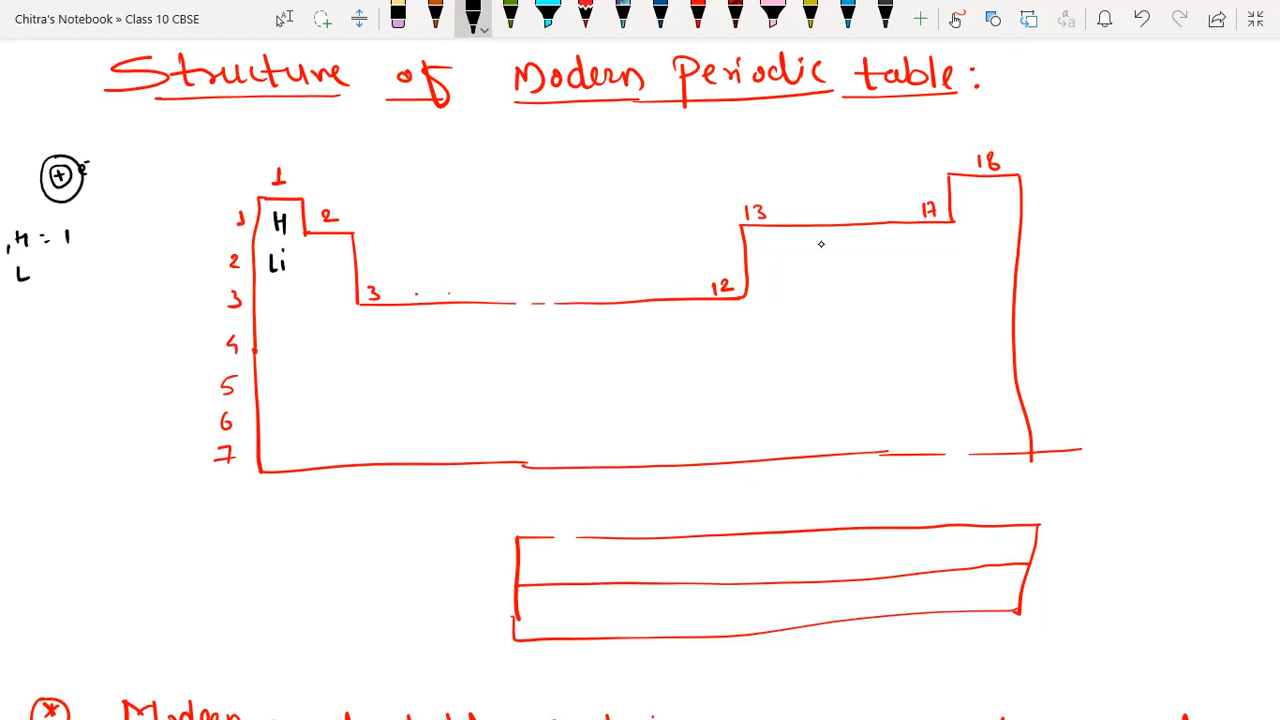 Chitra's Notebook » Class 10 CBSE
Structure of Modern Periodic table:
e-
+
1
18
1
H
2
13
17
,H = 1
2
Li
L
3
3
12
4
5
6
7
* Modern